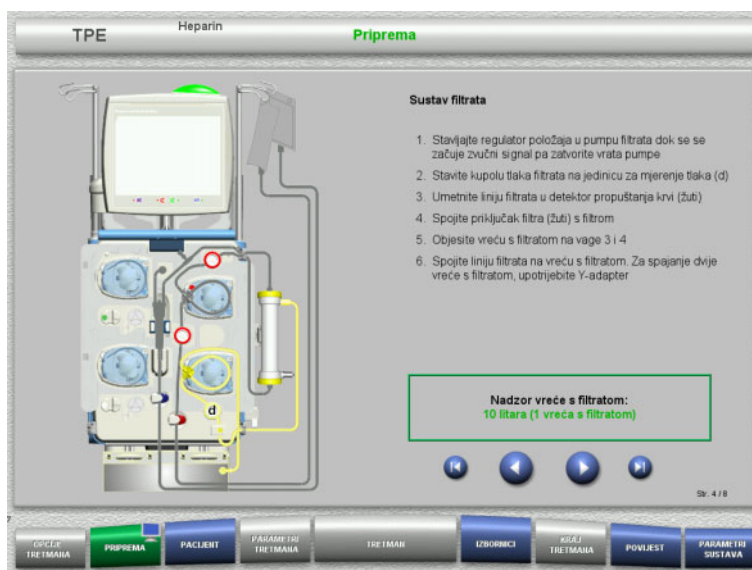 TPE
Heparin
Priprema
Sustav filtrata
1. Stavljajte regulator položaja u pumpu filtrata dok se se
začuje zvučni signal pa zatvorite vrata pumpe
2. Stavite kupolu tlaka filtrata na jedinicu za mjerenje tlaka (d)
3. Umetnite liniju filtrata u detektor propuštanja krvi (žuti)
4. Spojite priključak filtra (žuti) s filtrom
5. Objesite vreću s filtratom na vage 3 i 4
6. Spojite liniju filtrata na vreću s filtratom. Za spajanje dvije
vreće s filtratom, upotrijebite Y-adapter
d
Nadzor vreće s filtratom:
10 litara (1 vreća s filtratom)
Str. 4 / 8
OPCIJE
TRETMANA
PRIPREMA
PACIJENT
PARAMETRI
TRETMANA
TRETMAN
IZBORNICI
KRAJ
TRETMANA
POVIJEST
PARAMETRI
SUSTAVA